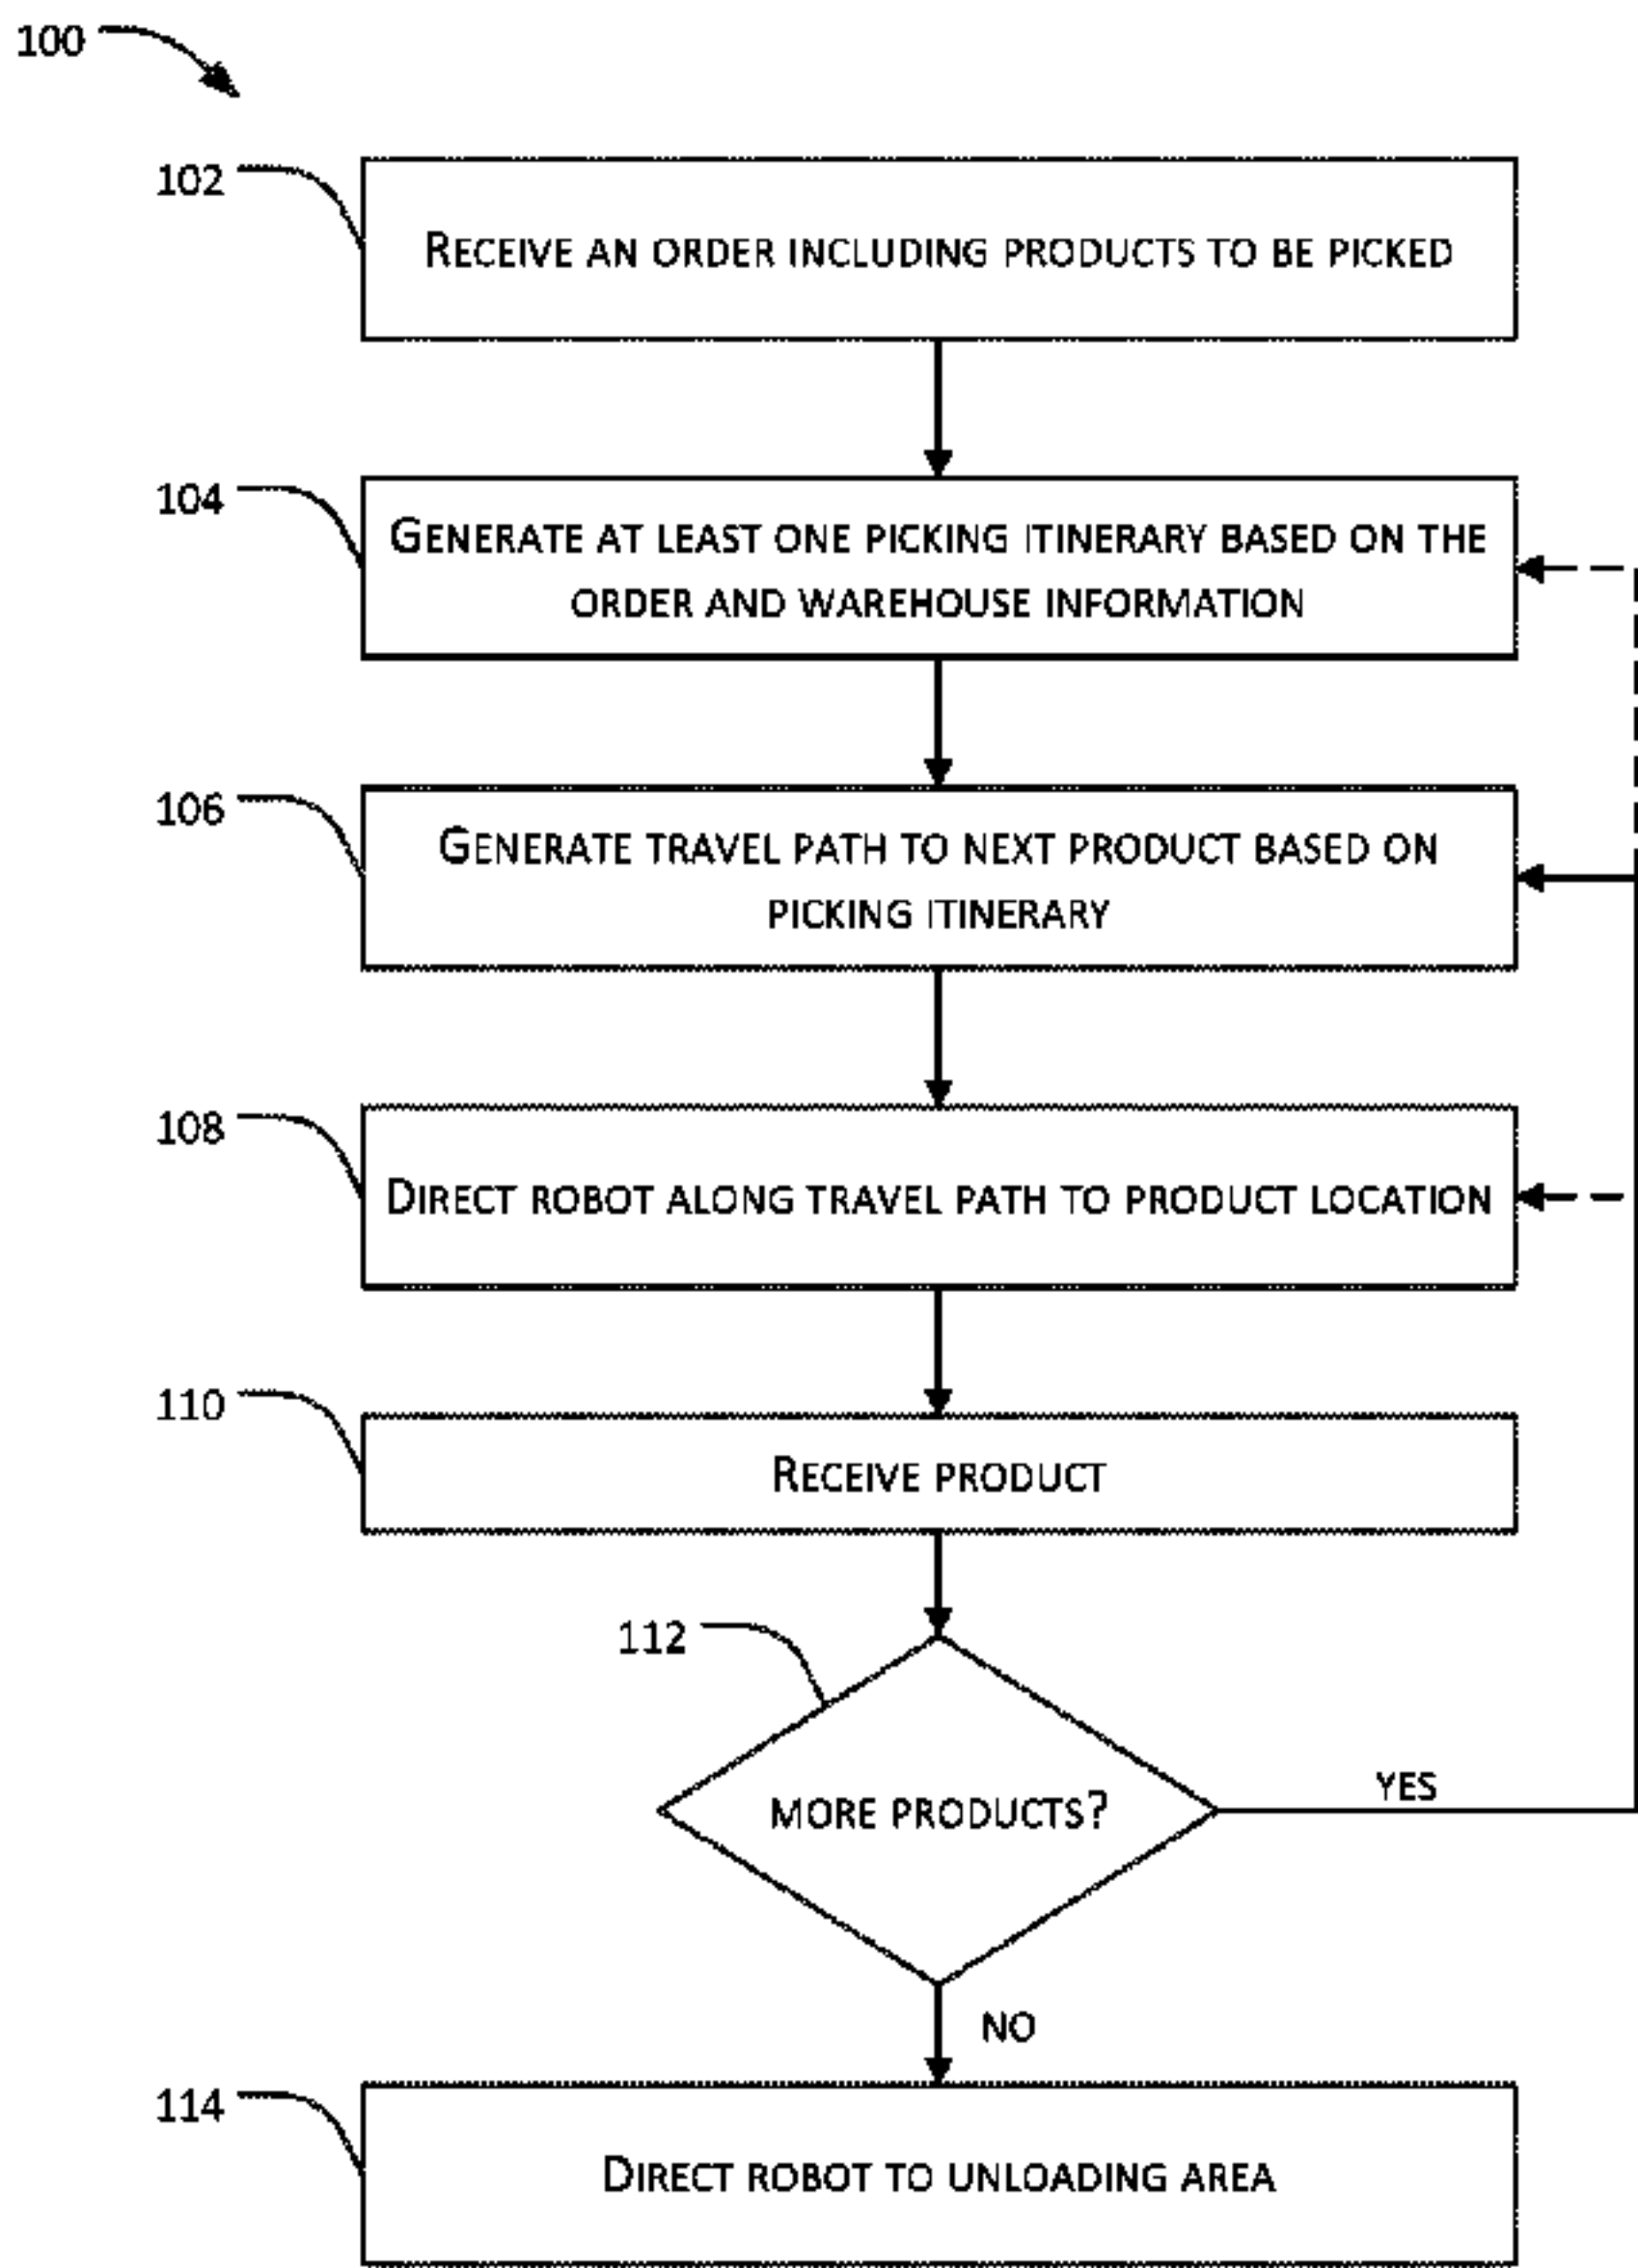 100
102
RECEIVE AN ORDER INCLUDING PRODUCTS TO BE PICKED
104
GENERATE AT LEAST ONE PICKING ITINERARY BASED ON THE
ORDER AND WAREHOUSE INFORMATION
106
GENERATE TRAVEL PATH TO NEXT PRODUCT BASED ON
PICKING ITINERARY
108
DIRECT ROBOT ALONG TRAVEL PATH TO PRODUCT LOCATION
110
RECEIVE PRODUCT
112
MORE PRODUCTS?
YES
NO
114
DIRECT ROBOT TO UNLOADING AREA